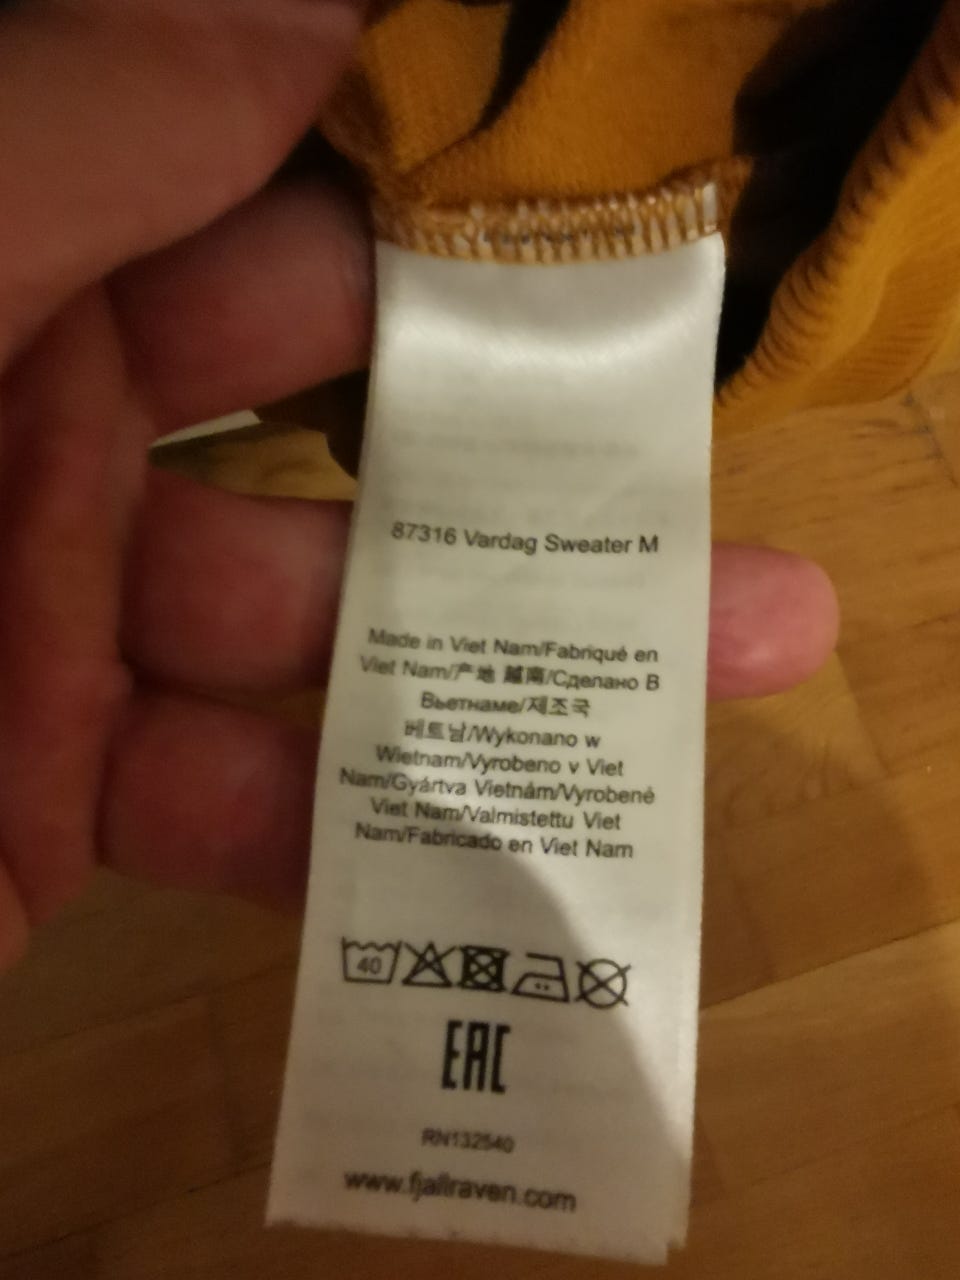 87316 Vardag Sweater M
Made in Viet Nam/Fabriqué en
Viet Nam/产地 越南/Сделано В
Вьетнаме/제조국
베트남/Wykonano w
Wietnam/Vyrobeno v Viet
Nam/Gyártva Vietnám/Vyrobené
Viet Nam/Valmistettu Viet
Nam/Fabricado en Viet Nam
40
EAC
RN132540
www.fjallraven.com